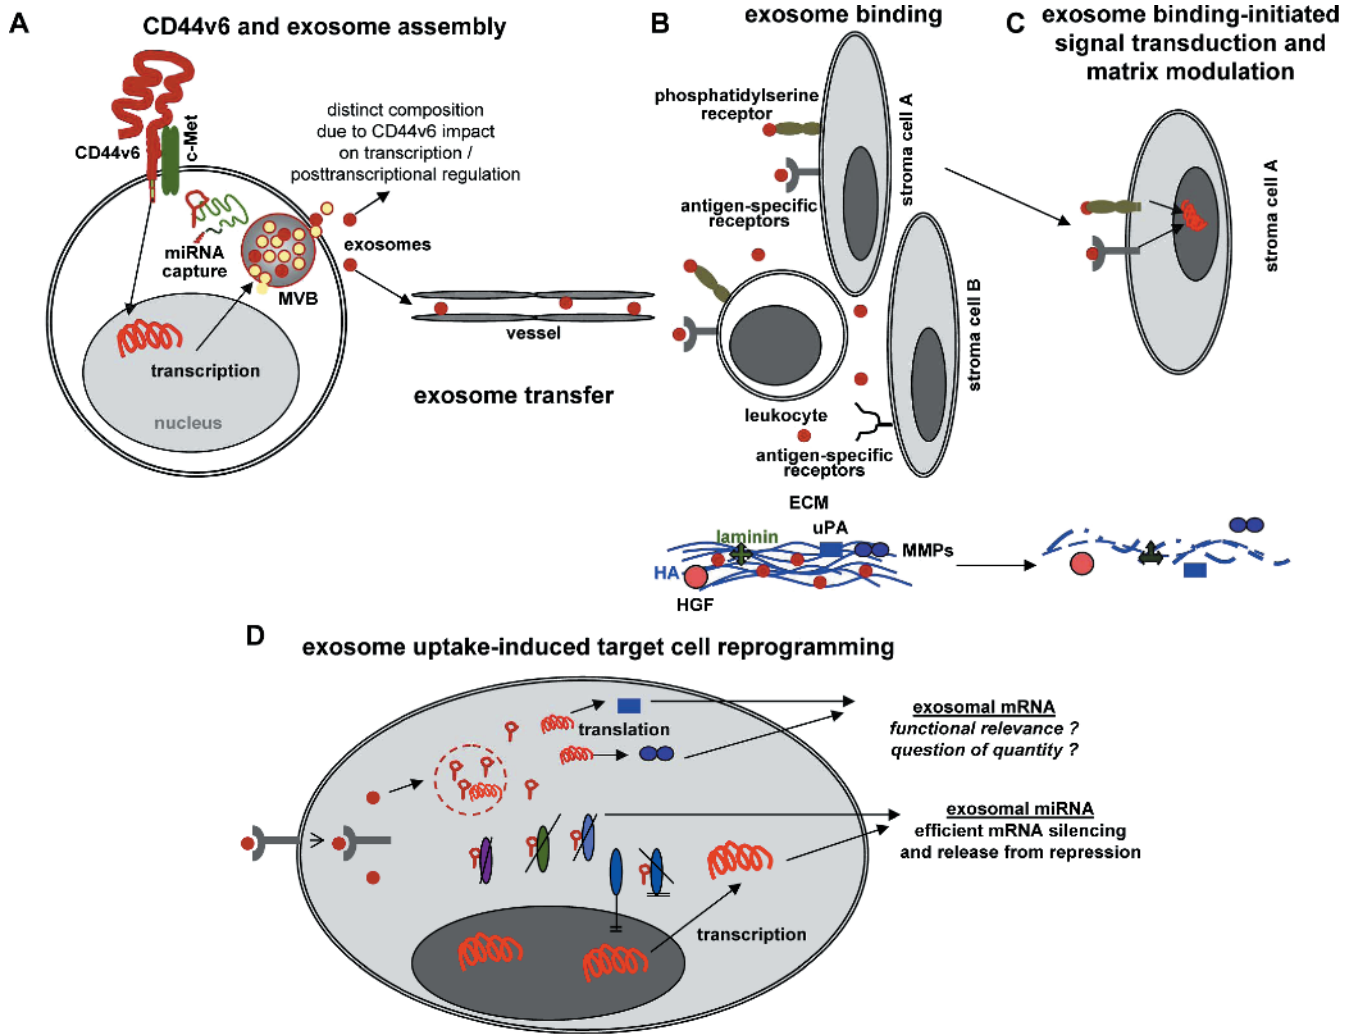 A
CD44v6 and exosome assembly
CD44v6
c-Met
distinct composition
due to CD44v6 impact
on transcription /
posttranscriptional regulation
miRNA
capture
MVB
exosomes
transcription
nucleus
vessel
exosome transfer
B
exosome binding
phosphatidylserine
receptor
antigen-specific
receptors
stroma cell A
stroma cell B
leukocyte
antigen-specific
receptors
ECM
laminin
uPA
MMPs
HA
HGF
C
exosome binding-initiated
signal transduction and
matrix modulation
stroma cell A
D
exosome uptake-induced target cell reprogramming
translation
exosomal mRNA
functional relevance ?
question of quantity ?
exosomal miRNA
efficient mRNA silencing
and release from repression
transcription